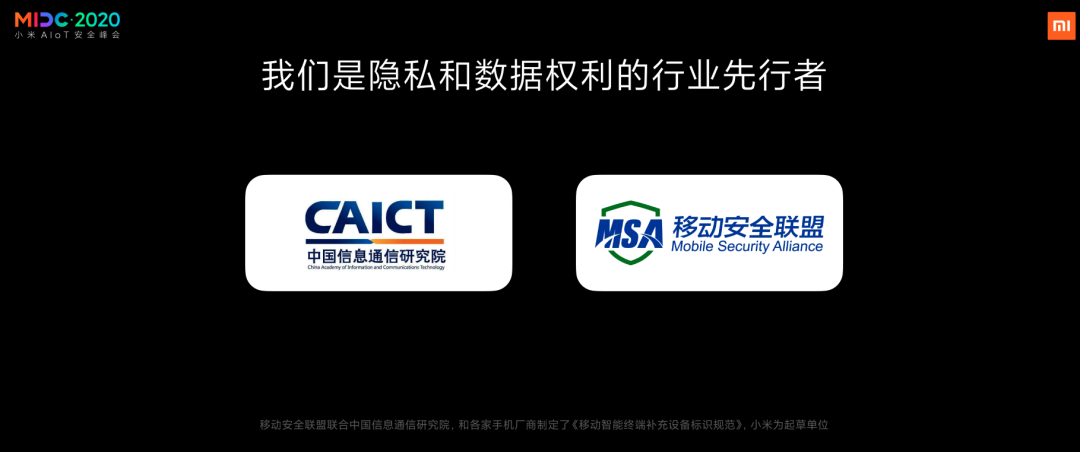 MIDC·2020
小米 AIoT 安全峰会
MI
我们是隐私和数据权利的行业先行者
CAICT
中国信息通信研究院
China Academy of Information and Communications Technology
MSA 移动安全联盟
Mobile Security Alliance
移动安全联盟联合中国信息通信研究院, 和各家手机厂商制定了《移动智能终端补充设备标识规范》, 小米为起草单位